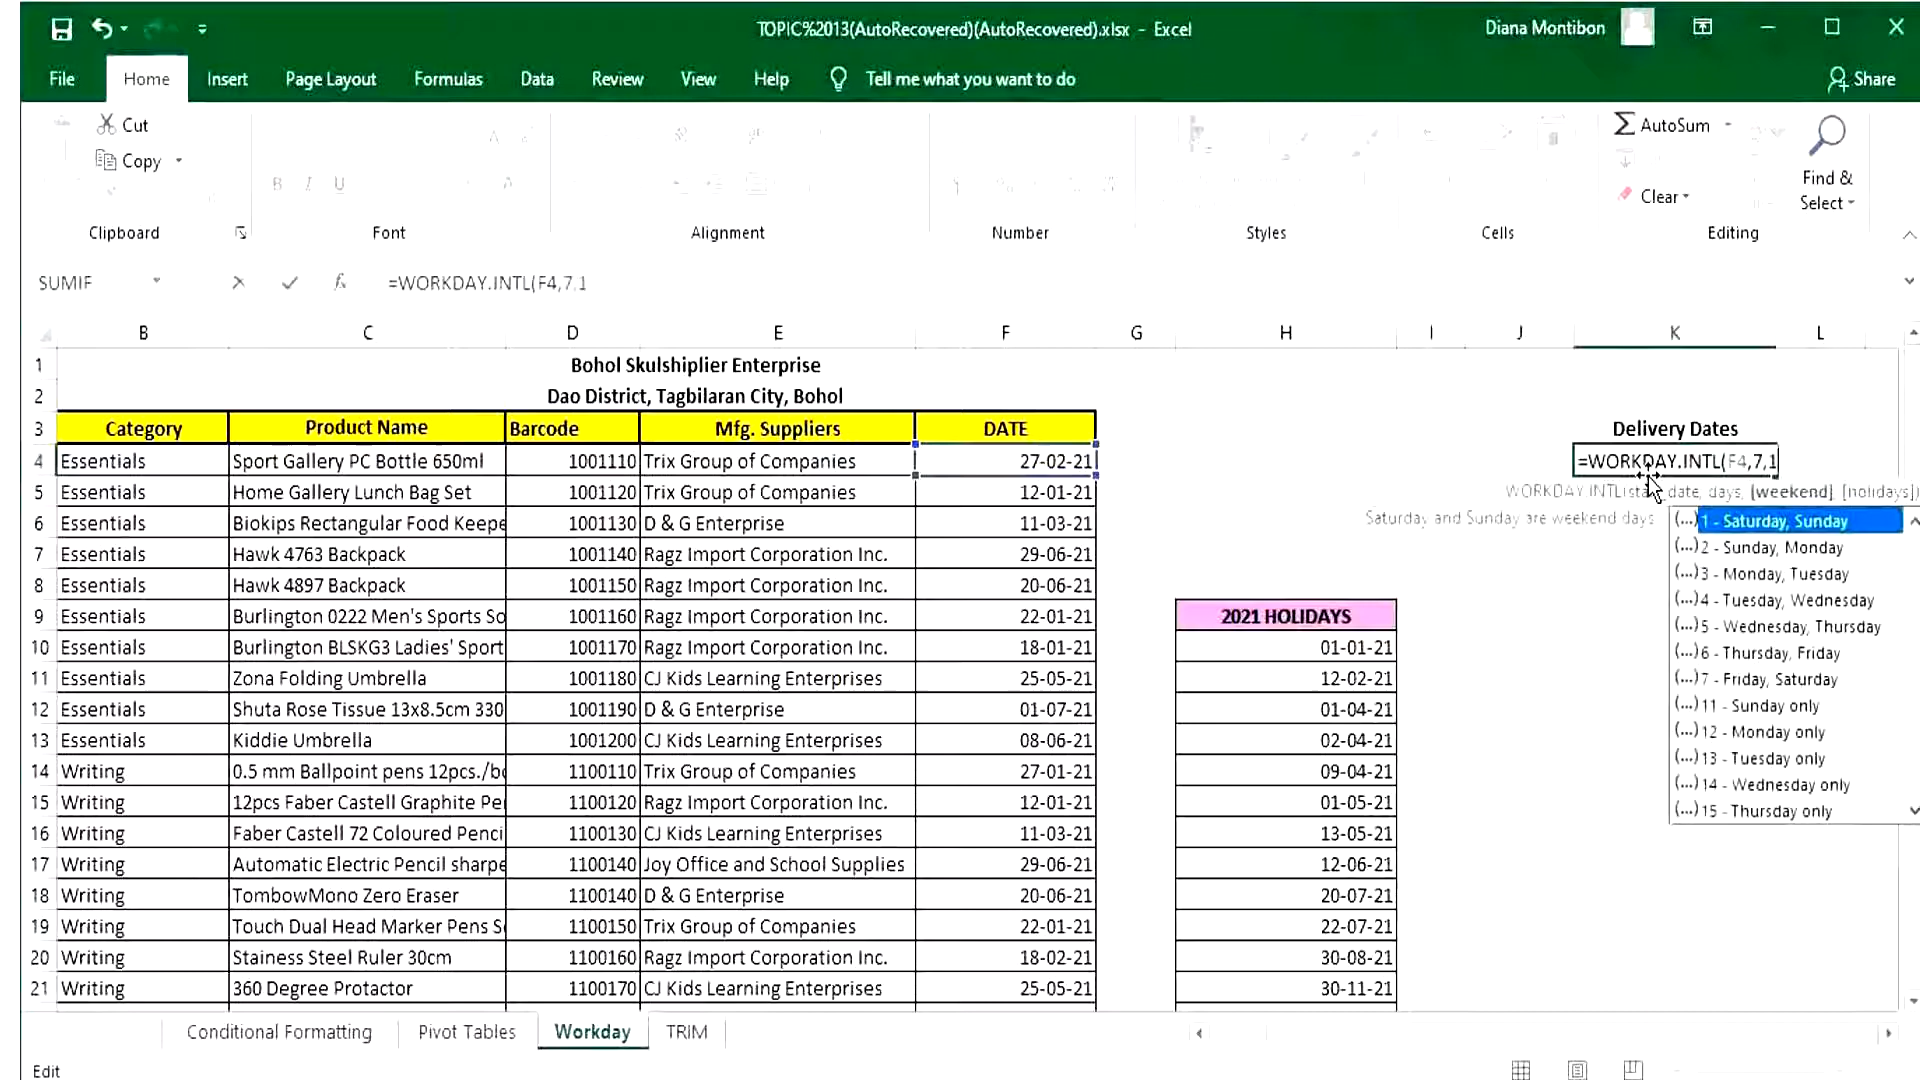 TOPIC%2013(AutoRecovered)(AutoRecovered).xlsx - Excel
Diana Montibon
File Home Insert Page Layout Formulas Data Review View Help Tell me what you want to do Share
Cut
Copy
B I U
AutoSum
Clear
Find &
Select
Clipboard Font Alignment Number Styles Cells Editing
SUMIF fx =WORKDAY.INTL(F4,7,1
B C D E F G H I J K L
1 Bohol Skulshiplier Enterprise
2 Dao District, Tagbilaran City, Bohol
3 Category Product Name Barcode Mfg. Suppliers DATE Delivery Dates
4 Essentials Sport Gallery PC Bottle 650ml 1001110 Trix Group of Companies 27-02-21 =WORKDAY.INTL(F4,7,1
5 Essentials Home Gallery Lunch Bag Set 1001120 Trix Group of Companies 12-01-21 WORKDAY.INTL(start_date, days, [weekend], [holidays])
6 Essentials Biokips Rectangular Food Keepe 1001130 D & G Enterprise 11-03-21 Saturday and Sunday are weekend days (...) 1 - Saturday, Sunday
(...) 2 - Sunday, Monday
7 Essentials Hawk 4763 Backpack 1001140 Ragz Import Corporation Inc. 29-06-21
(...) 3 - Monday, Tuesday
8 Essentials Hawk 4897 Backpack 1001150 Ragz Import Corporation Inc. 20-06-21
(...) 4 - Tuesday, Wednesday
9 Essentials Burlington 0222 Men's Sports So 1001160 Ragz Import Corporation Inc. 22-01-21 2021 HOLIDAYS
(...) 5 - Wednesday, Thursday
10 Essentials Burlington BLSKG3 Ladies' Sport 1001170 Ragz Import Corporation Inc. 18-01-21 01-01-21
(...) 6 - Thursday, Friday
11 Essentials Zona Folding Umbrella 1001180 CJ Kids Learning Enterprises 25-05-21 12-02-21
(...) 7 - Friday, Saturday
12 Essentials Shuta Rose Tissue 13x8.5cm 330 1001190 D & G Enterprise 01-07-21 01-04-21
(...) 11 - Sunday only
13 Essentials Kiddie Umbrella 1001200 CJ Kids Learning Enterprises 08-06-21 02-04-21
(...) 12 - Monday only
14 Writing 0.5 mm Ballpoint pens 12pcs./bo 1100110 Trix Group of Companies 27-01-21 09-04-21
(...) 13 - Tuesday only
15 Writing 12pcs Faber Castell Graphite Pe 1100120 Ragz Import Corporation Inc. 12-01-21 01-05-21
(...) 14 - Wednesday only
(...) 15 - Thursday only
16 Writing Faber Castell 72 Coloured Penci 1100130 CJ Kids Learning Enterprises 11-03-21 13-05-21
17 Writing Automatic Electric Pencil sharpe 1100140 Joy Office and School Supplies 29-06-21 12-06-21
18 Writing TombowMono Zero Eraser 1100140 D & G Enterprise 20-06-21 20-07-21
19 Writing Touch Dual Head Marker Pens S 1100150 Trix Group of Companies 22-01-21 22-07-21
20 Writing Stainess Steel Ruler 30cm 1100160 Ragz Import Corporation Inc. 18-02-21 30-08-21
21 Writing 360 Degree Protactor 1100170 CJ Kids Learning Enterprises 25-05-21 30-11-21
Conditional Formatting Pivot Tables Workday TRIM
Edit